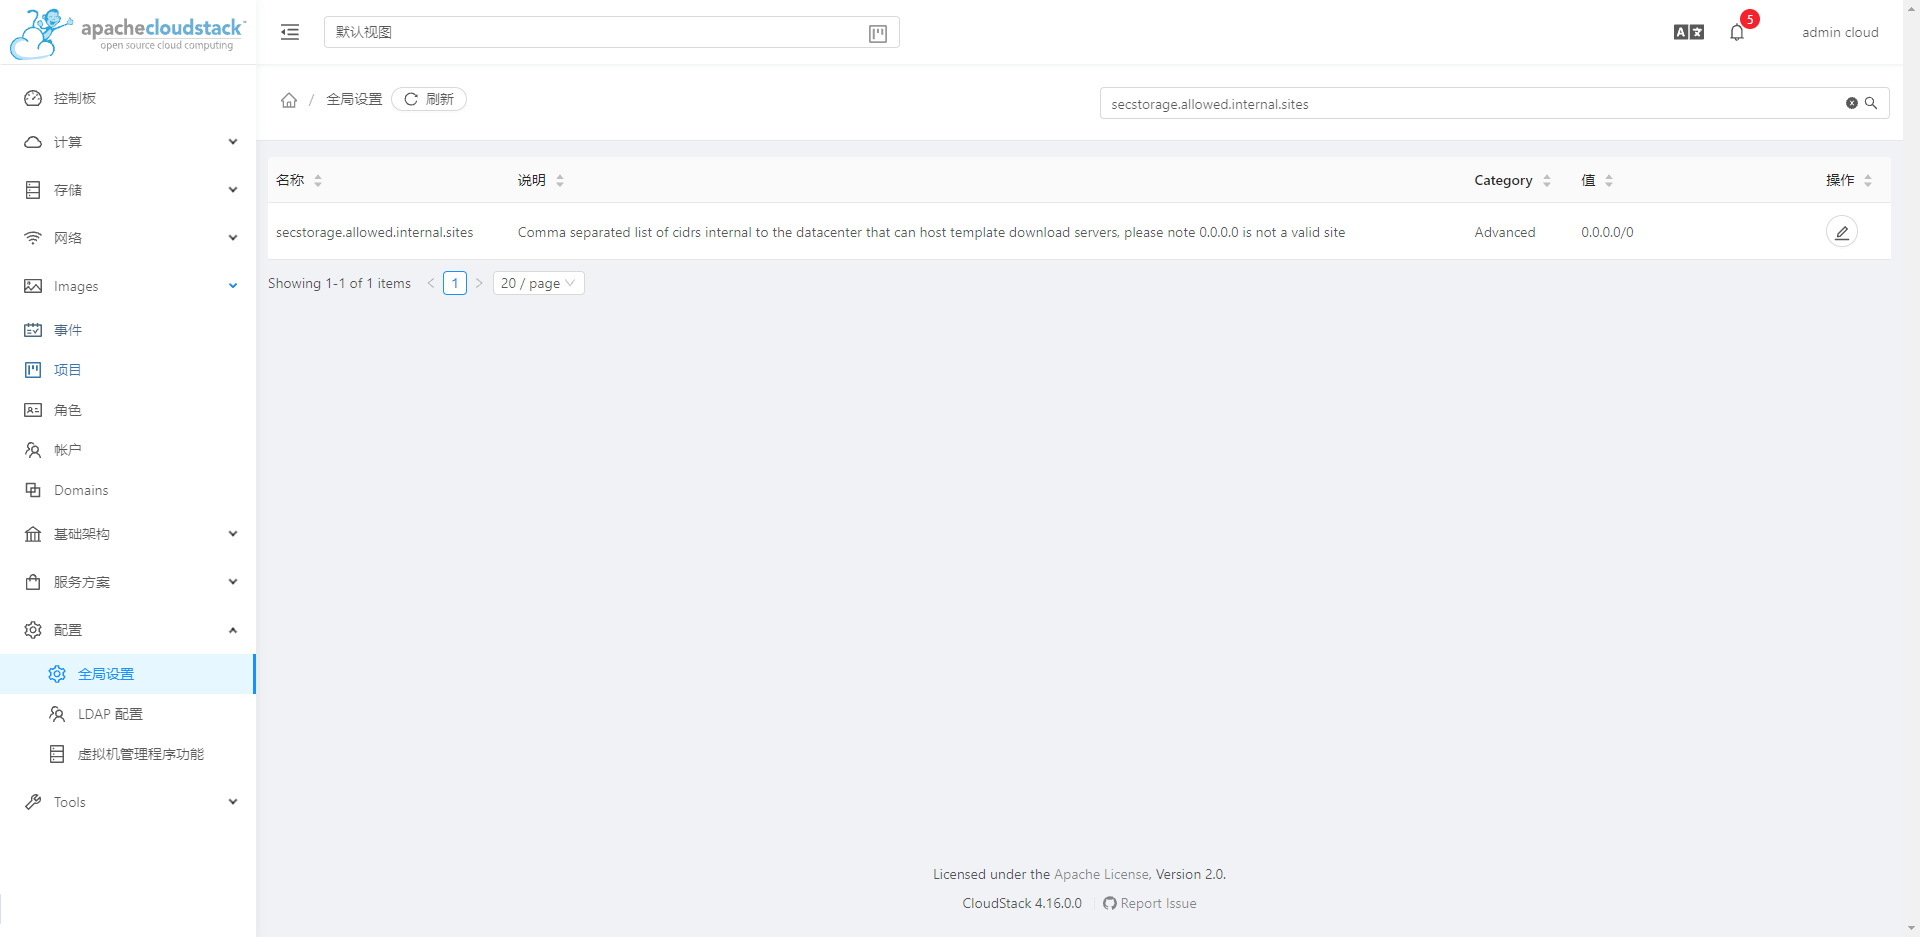 apachecloudstack™
open source cloud computing
默认视图
5
admin cloud
控制板
计算
存储
网络
Images
事件
项目
角色
帐户
Domains
基础架构
服务方案
配置
全局设置
LDAP 配置
虚拟机管理程序功能
Tools
/ 全局设置 刷新
secstorage.allowed.internal.sites
名称 说明 Category 值 操作
secstorage.allowed.internal.sites Comma separated list of cidrs internal to the datacenter that can host template download servers, please note 0.0.0.0 is not a valid site Advanced 0.0.0.0/0
Showing 1-1 of 1 items < 1 > 20 / page
Licensed under the Apache License, Version 2.0.
CloudStack 4.16.0.0 Report Issue